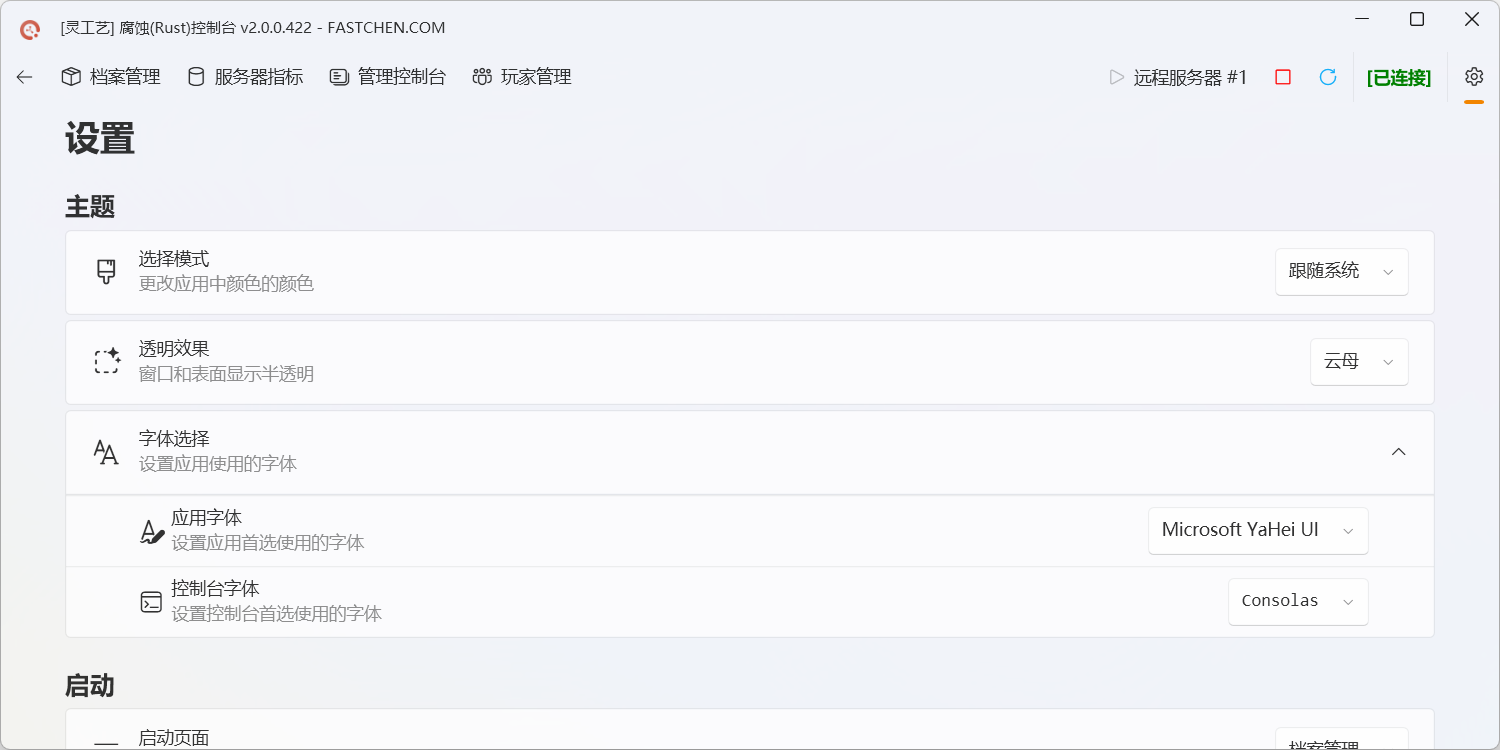 [灵工艺] 腐蚀(Rust)控制台 v2.0.0.422 - FASTCHEN.COM
档案管理 服务器指标 管理控制台 玩家管理 远程服务器 #1 [已连接]
设置
主题
选择模式
更改应用中颜色的颜色
跟随系统
透明效果
窗口和表面显示半透明
云母
字体选择
设置应用使用的字体
应用字体
设置应用首选使用的字体
Microsoft YaHei UI
控制台字体
设置控制台首选使用的字体
Consolas
启动
启动页面
档案管理